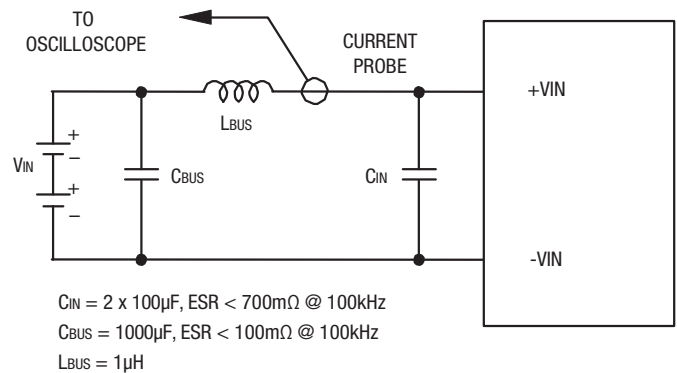 TO
OSCILLOSCOPE
CURRENT
PROBE
+VIN
LBUS
+
VIN
−
+
−
CBUS
CIN
-VIN
CIN = 2 x 100µF, ESR < 700mΩ @ 100kHz
CBUS = 1000µF, ESR < 100mΩ @ 100kHz
LBUS = 1µH